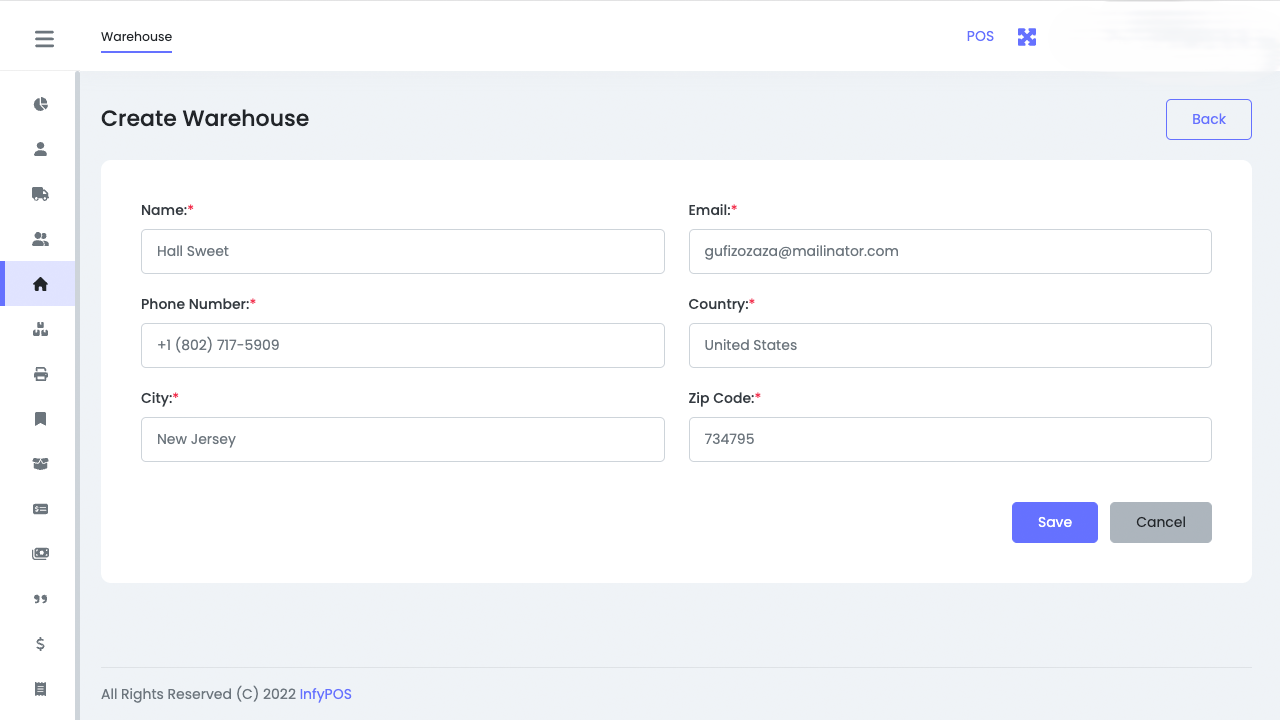 Warehouse
POS
Create Warehouse
Back
Name:*
Email:*
Hall Sweet
gufizozaza@mailinator.com
Phone Number:*
Country:*
+1 (802) 717-5909
United States
City:*
Zip Code:*
New Jersey
734795
Save
Cancel
All Rights Reserved (C) 2022 InfyPOS